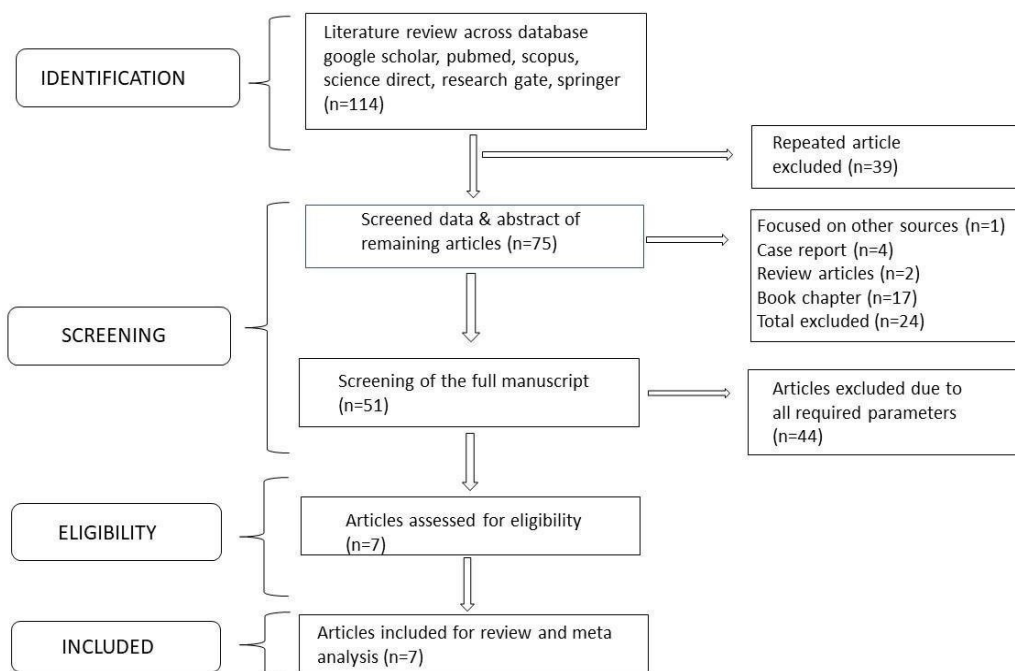 IDENTIFICATION
Literature review across database
google scholar, pubmed, scopus,
science direct, research gate, springer
(n=114)
Repeated article
excluded (n=39)
SCREENING
Screened data & abstract of
remaining articles (n=75)
Focused on other sources (n=1)
Case report (n=4)
Review articles (n=2)
Book chapter (n=17)
Total excluded (n=24)
Screening of the full manuscript
(n=51)
Articles excluded due to
all required parameters
(n=44)
ELIGIBILITY
Articles assessed for eligibility
(n=7)
INCLUDED
Articles included for review and meta
analysis (n=7)